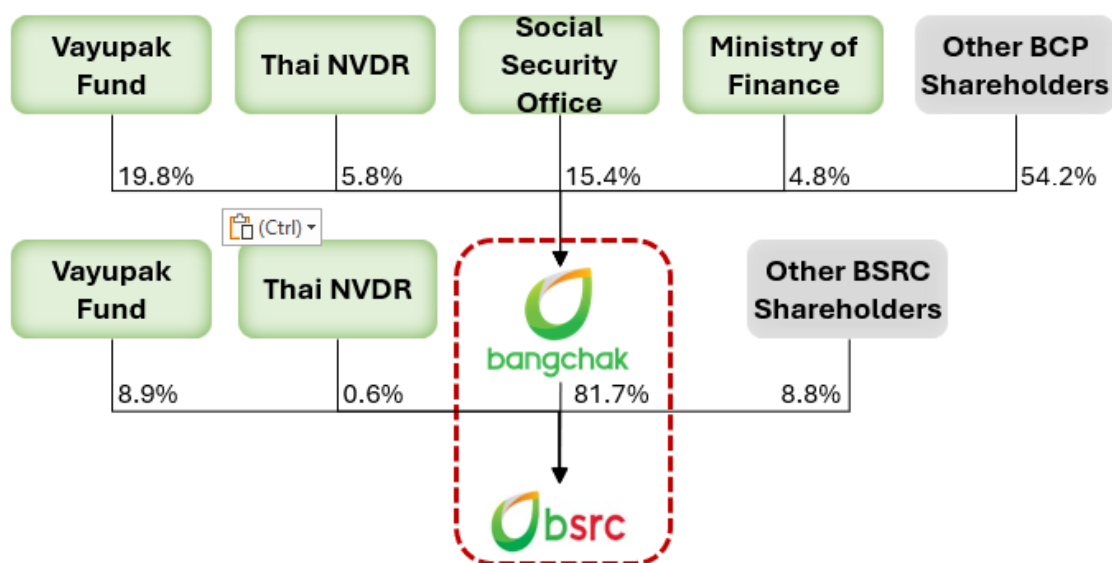 Vayupak
Fund
Thai NVDR
Social
Security
Office
Ministry of
Finance
Other BCP
Shareholders
19.8%
5.8%
15.4%
4.8%
54.2%
(Ctrl)
Vayupak
Fund
Thai NVDR
bangchak
Other BSRC
Shareholders
8.9%
0.6%
81.7%
8.8%
bsrc